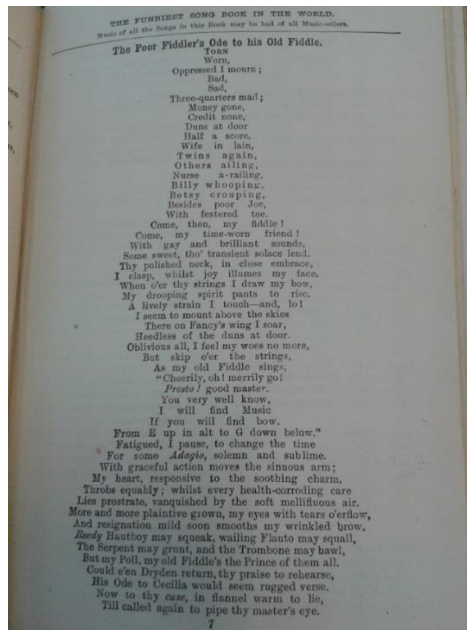 THE FUNNIEST SONG BOOK IN THE WORLD.
Music of all the Songs in this Book may be had of all Music-sellers.
The Poor Fiddler's Ode to his Old Fiddle.
TORN
Worn,
Oppressed I mourn;
Bad,
Sad,
Three-quarters mad;
Money gone,
Credit none,
Duns at door
Half a score,
Wife in lain,
Twins again,
Others ailing,
Nurse a-railing,
Billy whooping,
Betsy crouping,
Besides poor Joe,
With festered toe.
Come, then, my fiddle!
Come, my time-worn friend!
With gay and brilliant sounds,
Some sweet, tho' transient solace lend.
Thy polished neck, in close embrace,
I clasp, whilst joy illumes my face.
When o'er thy strings I draw my bow,
My drooping spirit pants to rise.
A lively strain I touch—and, lo!
I seem to mount above the skies
There on Fancy's wing I soar,
Heedless of the duns at door.
Oblivious all, I feel my woes no more,
But skip o'er the strings,
As my old Fiddle sings,
"Cheerily, oh! merrily go!
Presto! good master.
You very well know,
I will find Music
If you will find bow.
From E up in alt to G down below."
Fatigued, I pause, to change the time
For some Adagio, solemn and sublime.
With graceful action moves the sinuous arm;
My heart, responsive to the soothing charm,
Throbs equably; whilst every health-corroding care
Lies prostrate, vanquished by the soft mellifluous air.
More and more plaintive grown, my eyes with tears o'erflow,
And resignation mild soon smooths my wrinkled brow.
Reedy Hautboy may squeak, wailing Flauto may squall,
The Serpent may grunt, and the Trombone may bawl,
But my Poll, my old Fiddle's the Prince of them all.
Could e'en Dryden return, thy praise to rehearse,
His Ode to Cecilia would seem rugged verse.
Now to thy case, in flannel warm to lie,
Till called again to pipe thy master's eye.
7